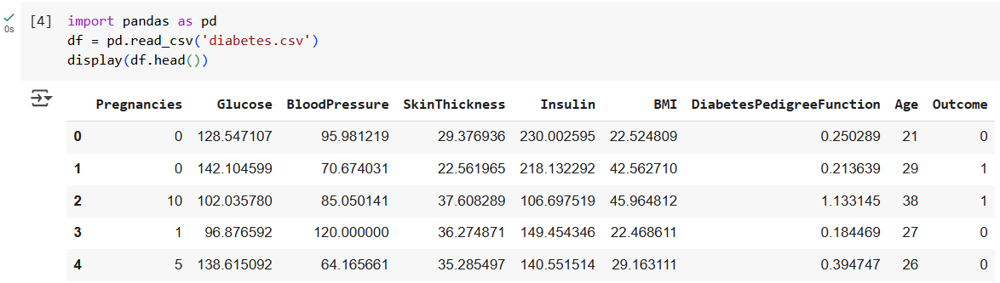 [4] import pandas as pd
df = pd.read_csv('diabetes.csv')
display(df.head())
0s
Pregnancies Glucose BloodPressure SkinThickness Insulin BMI DiabetesPedigreeFunction Age Outcome
0 0 128.547107 95.981219 29.376936 230.002595 22.524809 0.250289 21 0
1 0 142.104599 70.674031 22.561965 218.132292 42.562710 0.213639 29 1
2 10 102.035780 85.050141 37.608289 106.697519 45.964812 1.133145 38 1
3 1 96.876592 120.000000 36.274871 149.454346 22.468611 0.184469 27 0
4 5 138.615092 64.165661 35.285497 140.551514 29.163111 0.394747 26 0